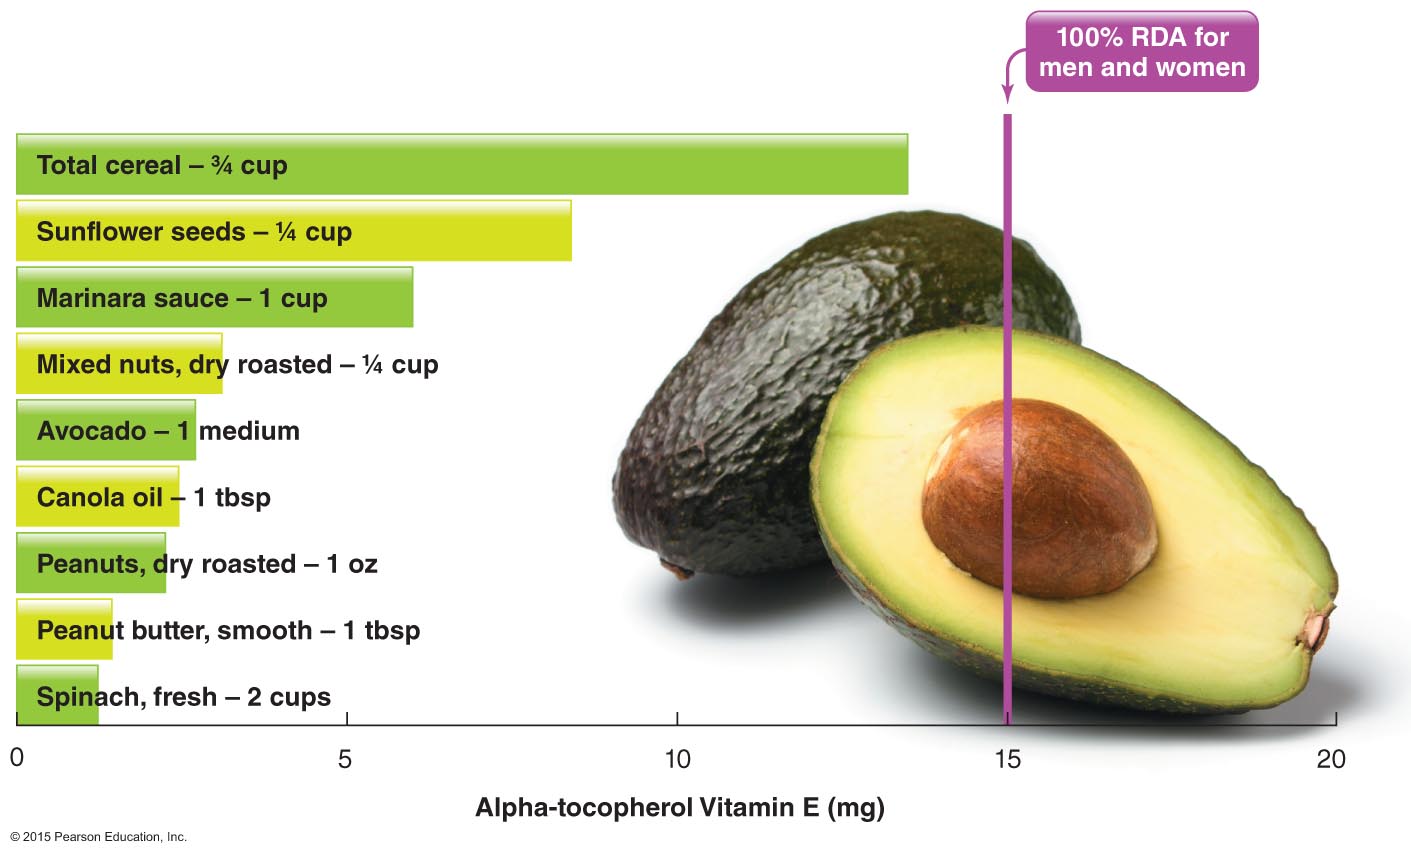 100% RDA for
men and women
Total cereal – ¾ cup
Sunflower seeds – ¼ cup
Marinara sauce – 1 cup
Mixed nuts, dry roasted – ¼ cup
Avocado – 1 medium
Canola oil – 1 tbsp
Peanuts, dry roasted – 1 oz
Peanut butter, smooth – 1 tbsp
Spinach, fresh – 2 cups
0 5 10 15 20
Alpha-tocopherol Vitamin E (mg)
© 2015 Pearson Education, Inc.